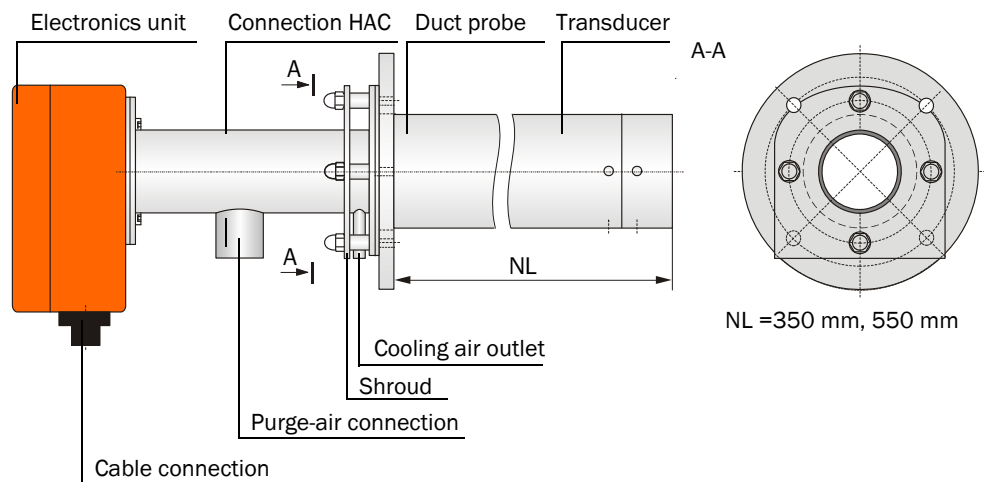 Electronics unit
Connection HAC
Duct probe
Transducer
A-A
A
A
NL
NL =350 mm, 550 mm
Cooling air outlet
Shroud
Purge-air connection
Cable connection